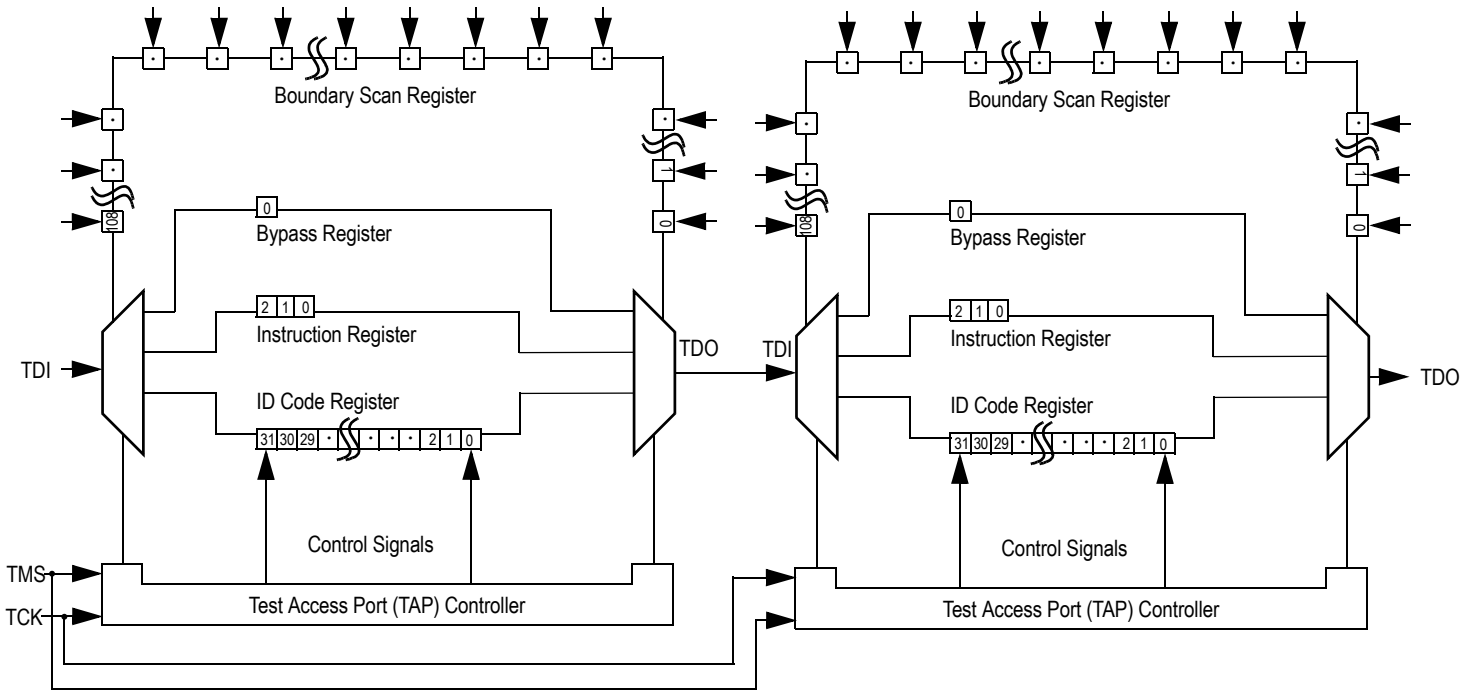 Boundary Scan Register
108
1
0
0
Bypass Register
2 1 0
Instruction Register
TDI
TDO
ID Code Register
31 30 29 · · · · 2 1 0
Control Signals
TMS
TCK
Test Access Port (TAP) Controller
Boundary Scan Register
108
1
0
0
Bypass Register
2 1 0
Instruction Register
TDI
TDO
ID Code Register
31 30 29 · · · · 2 1 0
Control Signals
Test Access Port (TAP) Controller